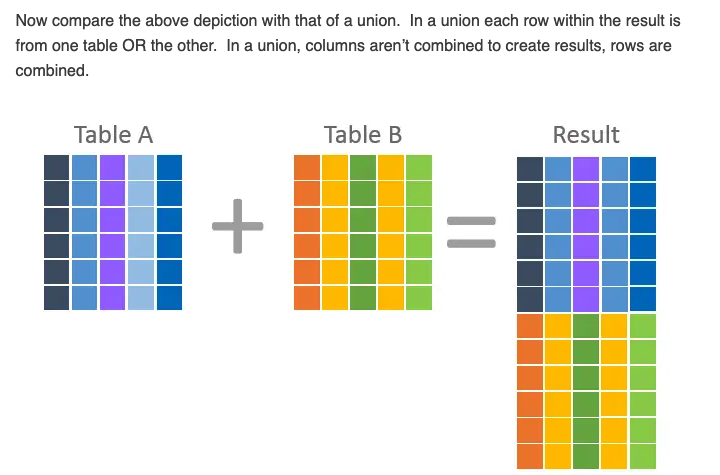 Now compare the above depiction with that of a union.  In a union each row within the result is
from one table OR the other.  In a union, columns aren't combined to create results, rows are
combined.
Table A
Table B
Result
+
=